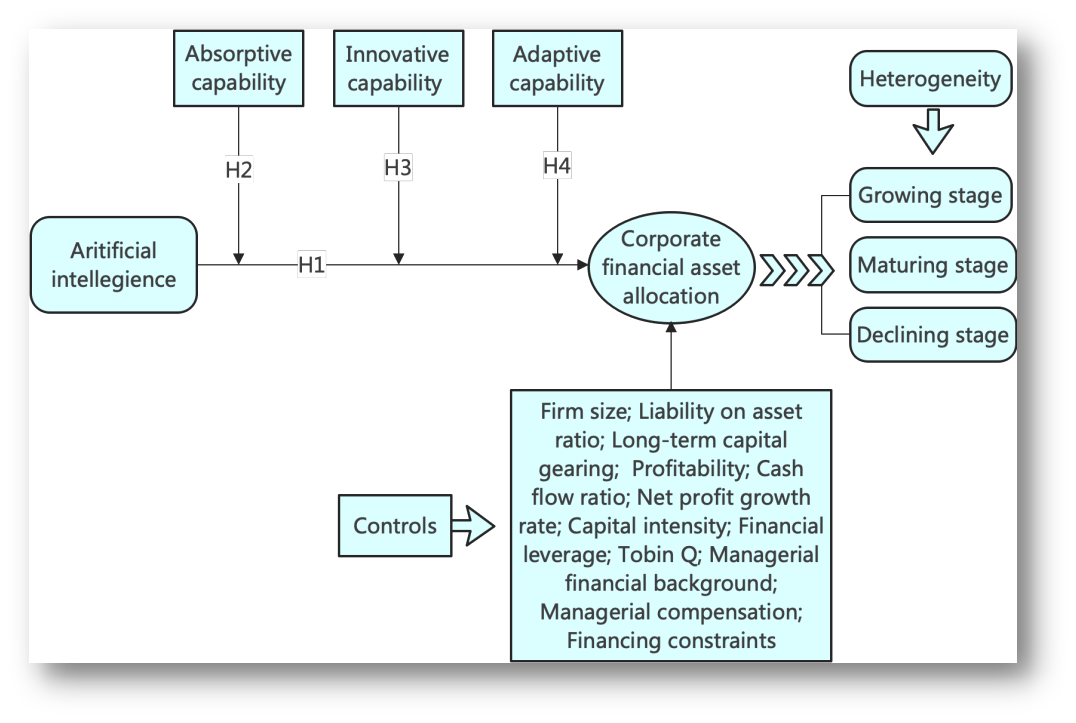 Absorptive
capability
Innovative
capability
Adaptive
capability
Heterogeneity
H2
H3
H4
Growing stage
Aritificial
intellegience
H1
Corporate
financial asset
allocation
Maturing stage
Declining stage
Firm size; Liability on asset
ratio; Long-term capital
gearing;  Profitability; Cash
flow ratio; Net profit growth
rate; Capital intensity; Financial
leverage; Tobin Q; Managerial
financial background;
Managerial compensation;
Financing constraints
Controls